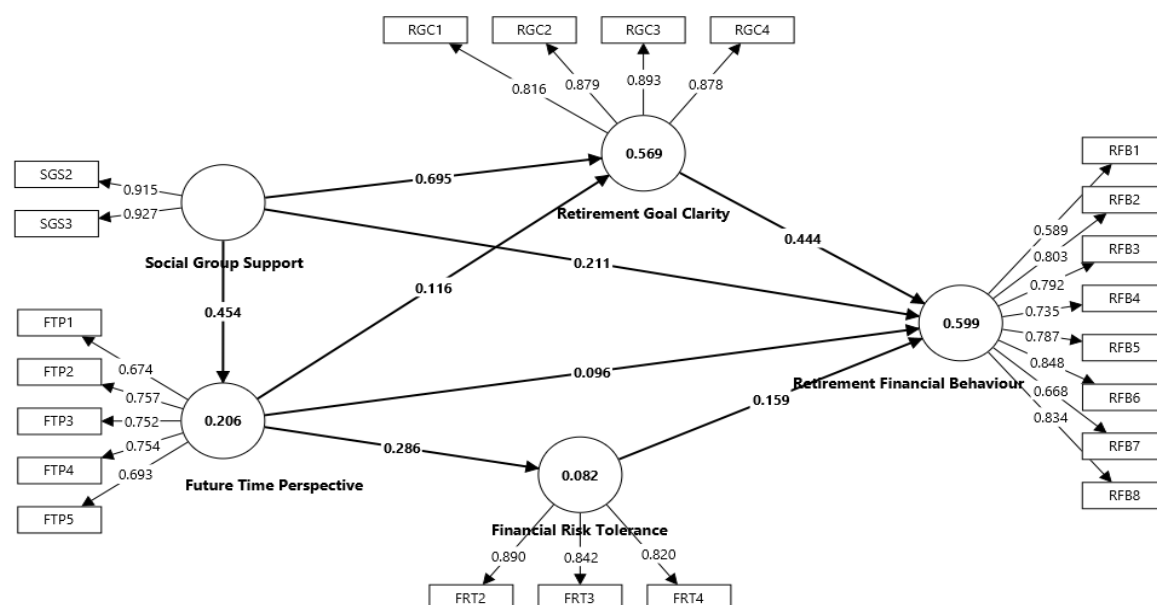 RGC1
RGC2
RGC3
RGC4
0.816
0.879
0.893
0.878
0.569
Retirement Goal Clarity
SGS2
SGS3
0.915
0.927
Social Group Support
0.695
0.444
0.211
0.116
0.454
FTP1
FTP2
FTP3
FTP4
FTP5
0.674
0.757
0.752
0.754
0.693
0.206
Future Time Perspective
0.096
0.286
0.159
0.082
Financial Risk Tolerance
0.890
0.842
0.820
FRT2
FRT3
FRT4
0.599
Retirement Financial Behaviour
0.589
0.803
0.792
0.735
0.787
0.848
0.668
0.834
RFB1
RFB2
RFB3
RFB4
RFB5
RFB6
RFB7
RFB8